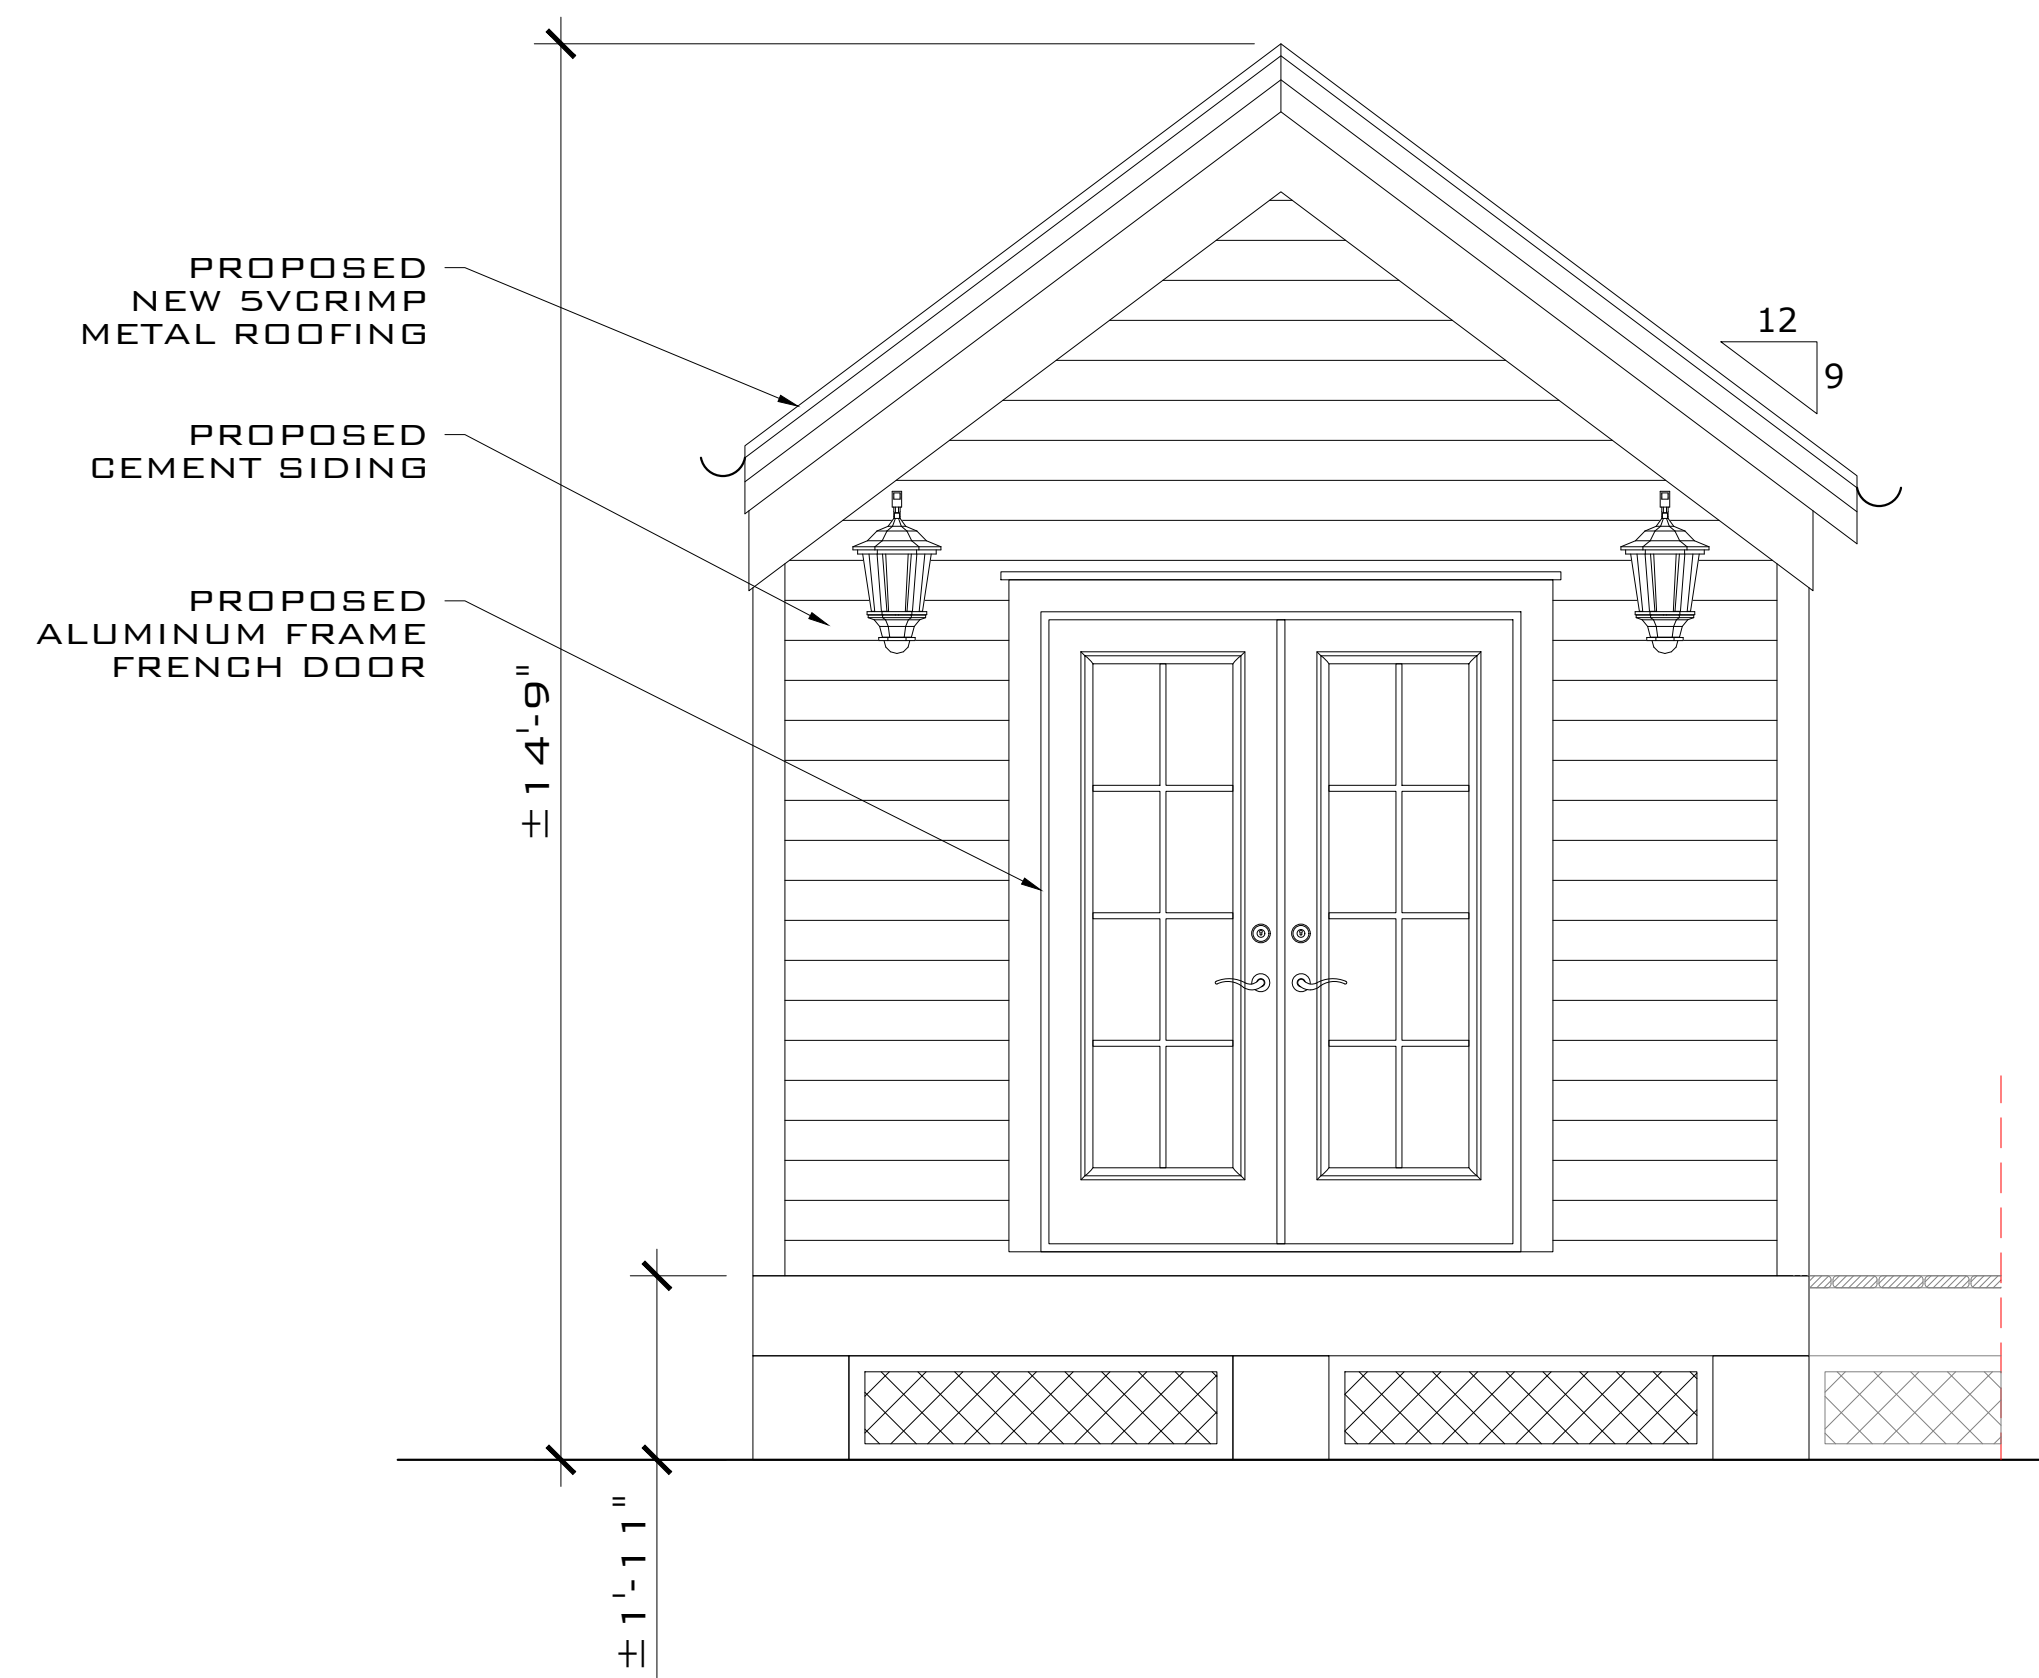 PROPOSED
NEW 5VCRIMP
METAL ROOFING
12
9
PROPOSED
CEMENT SIDING
PROPOSED
ALUMINUM FRAME
FRENCH DOOR
±14'-9"
±1'-11"